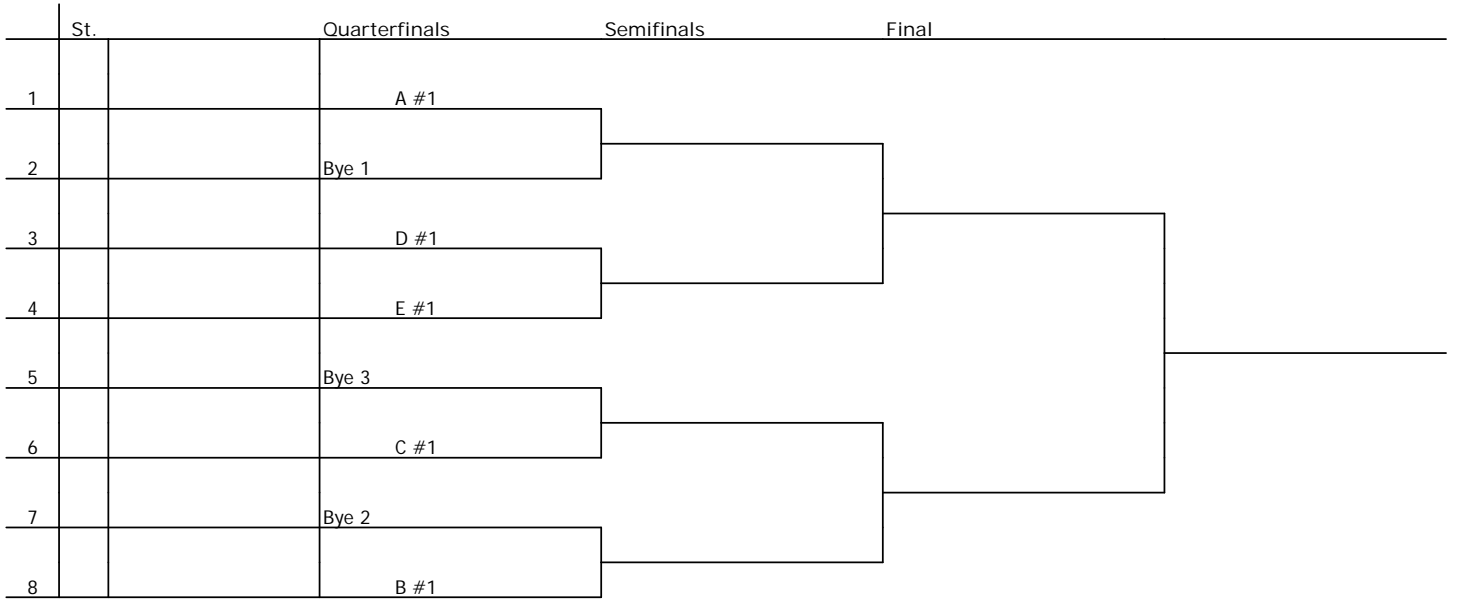 St. Quarterfinals Semifinals Final
1 A #1
2 Bye 1
3 D #1
4 E #1
5 Bye 3
6 C #1
7 Bye 2
8 B #1